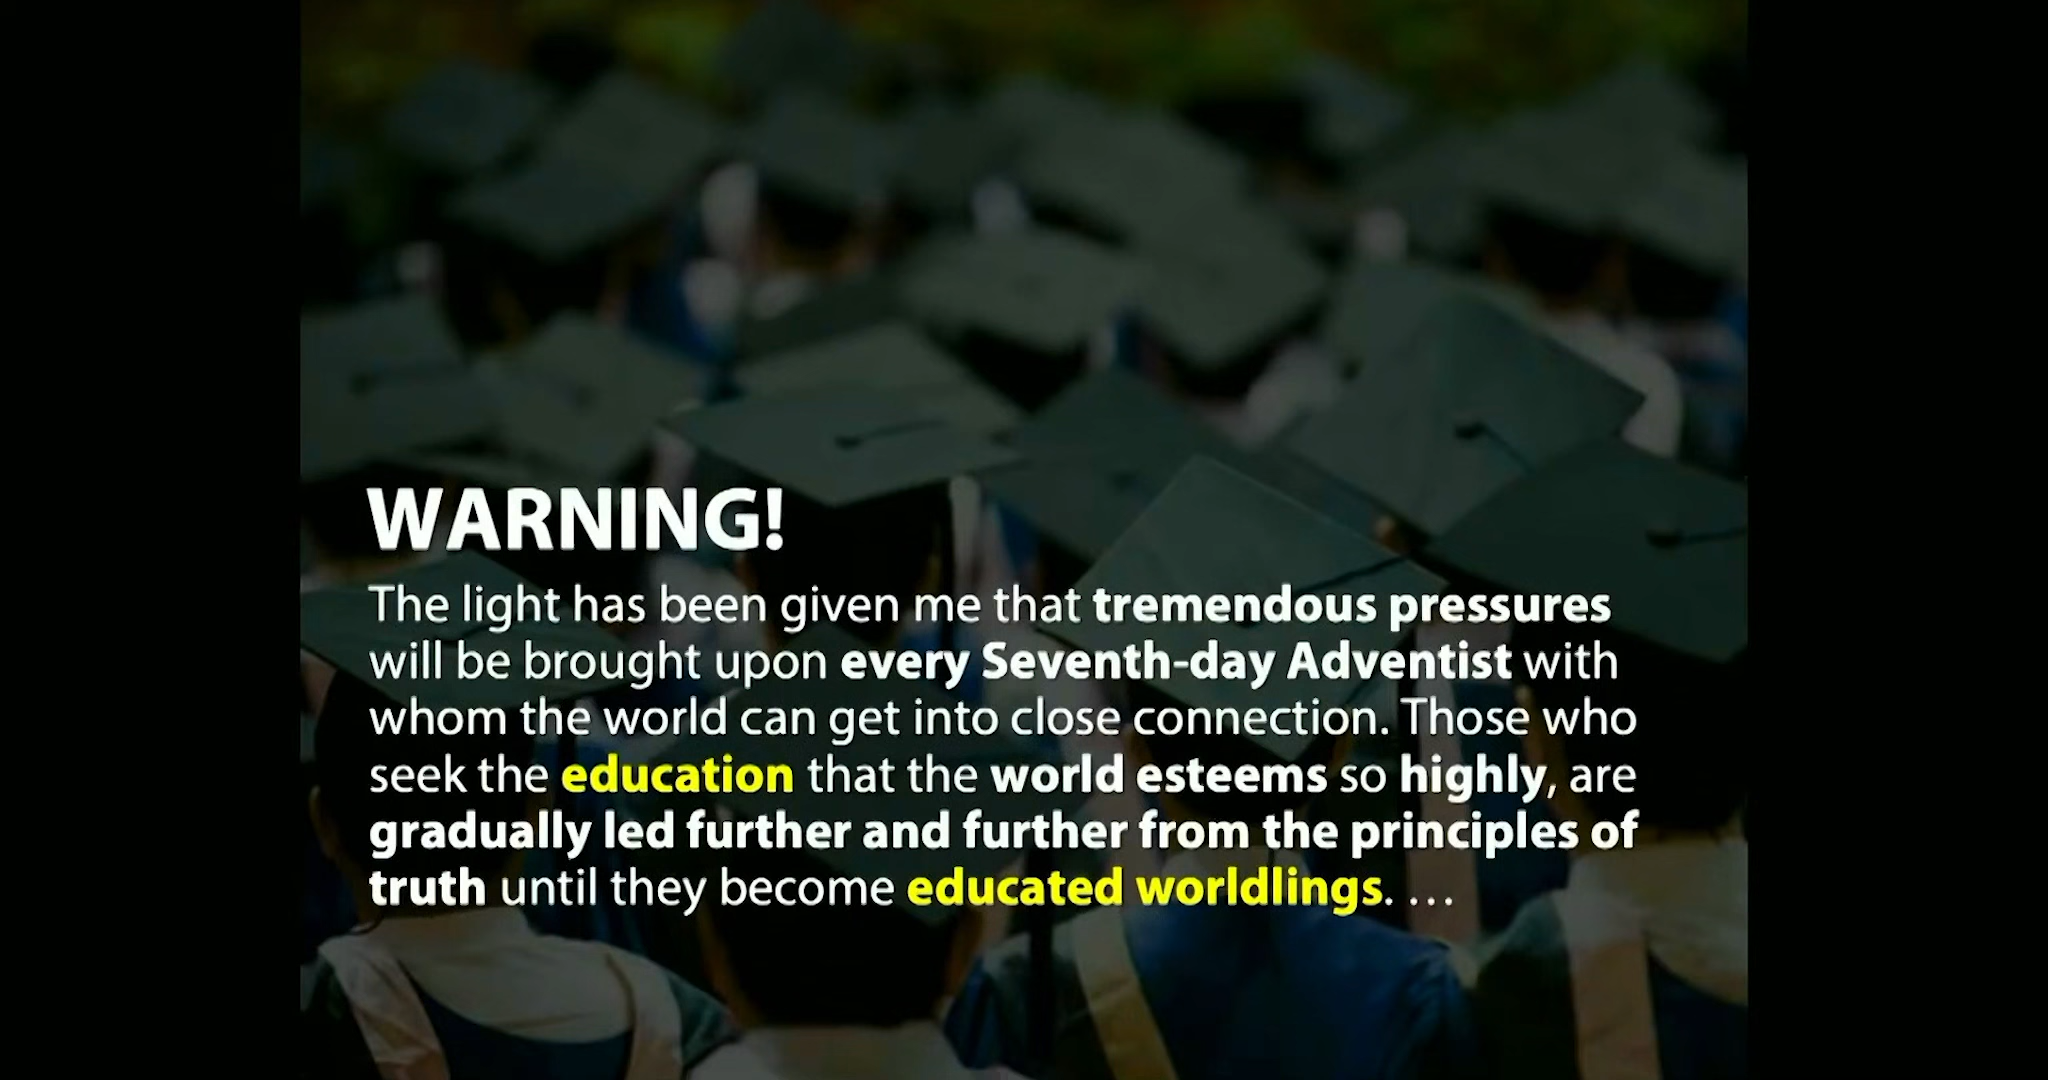 WARNING!
The light has been given me that tremendous pressures
will be brought upon every Seventh-day Adventist with
whom the world can get into close connection. Those who
seek the education that the world esteems so highly, are
gradually led further and further from the principles of
truth until they become educated worldlings. …